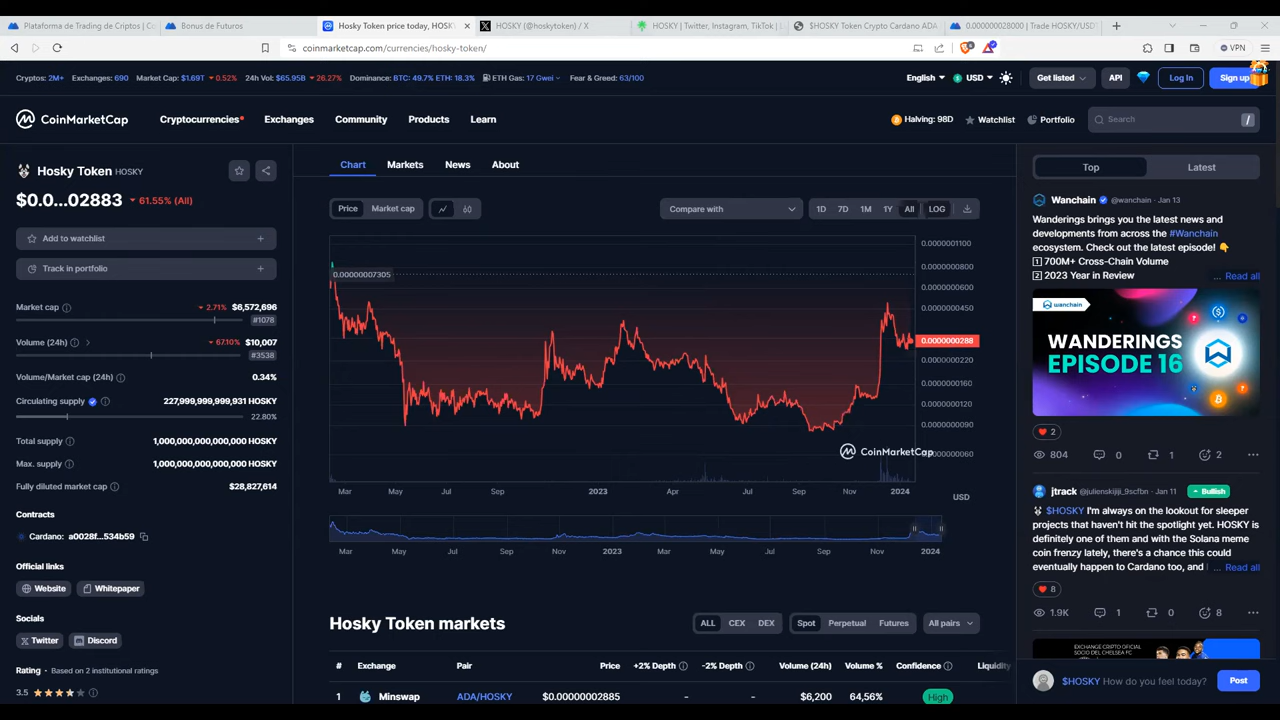 Plataforma de Trading de Criptos |
Bonus de Futuros
Hosky Token price today, HOSKY
HOSKY (@hoskytoken) / X
HOSKY | Twitter, Instagram, TikTok |
$HOSKY Token Crypto Cardano ADA
0.000000028000 | Trade HOSKY/USD
coinmarketcap.com/currencies/hosky-token/
VPN
Cryptos: 2M+ Exchanges: 690 Market Cap: $1.69T 0.52% 24h Vol: $65.95B 26.27% Dominance: BTC: 49.7% ETH: 18.3% ETH Gas: 17 Gwei Fear & Greed: 63/100
English USD Get listed API Log In Sign up
CoinMarketCap Cryptocurrencies Exchanges Community Products Learn
Halving: 98D Watchlist Portfolio Search /
Hosky Token HOSKY
$0.0...02883 61.55% (All)
Add to watchlist +
Track in portfolio +
Market cap 2.71% $6,572,696
#1078
Volume (24h) 67.10% $10,007
#3538
Volume/Market cap (24h) 0.34%
Circulating supply 227,999,999,999,931 HOSKY
22.80%
Total supply 1,000,000,000,000,000 HOSKY
Max. supply 1,000,000,000,000,000 HOSKY
Fully diluted market cap $28,827,614
Contracts
Cardano: a0028f...534b59
Official links
Website Whitepaper
Socials
Twitter Discord
Rating Based on 2 institutional ratings
3.5
Chart Markets News About
Price Market cap
Compare with 1D 7D 1M 1Y All LOG
0.0000001100
0.0000000800
0.00000007305
0.0000000600
0.0000000450
0.0000000288
0.0000000220
0.0000000160
0.0000000120
0.0000000090
0.0000000060
CoinMarketCap
Mar May Jul Sep 2023 Apr Jul Sep Nov 2024
USD
Mar May Jul Sep Nov 2023 Mar May Jul Sep Nov 2024
Hosky Token markets
ALL CEX DEX Spot Perpetual Futures All pairs
# Exchange Pair Price +2% Depth -2% Depth Volume (24h) Volume % Confidence Liquidity
1 Minswap ADA/HOSKY $0.00000002885 - - $6,200 64,56% High
Top Latest
Wanchain @wanchain · Jan 13
Wanderings brings you the latest news and
developments from across the #Wanchain
ecosystem. Check out the latest episode!
1 700M+ Cross-Chain Volume
2 2023 Year in Review ... Read all
wanchain
WANDERINGS
EPISODE 16
2
804 0 1 2
jtrack @julienskijiji_9scfbn · Jan 11 Bullish
$HOSKY I'm always on the lookout for sleeper
projects that haven't hit the spotlight yet. HOSKY is
definitely one of them and with the Solana meme
coin frenzy lately, there's a chance this could
eventually happen to Cardano too, and ... Read all
8
1.9K 1 0 8
EXCHANGE CRIPTO OFICIAL
SOCIO DEL CHELSEA FC
$HOSKY How do you feel today? Post